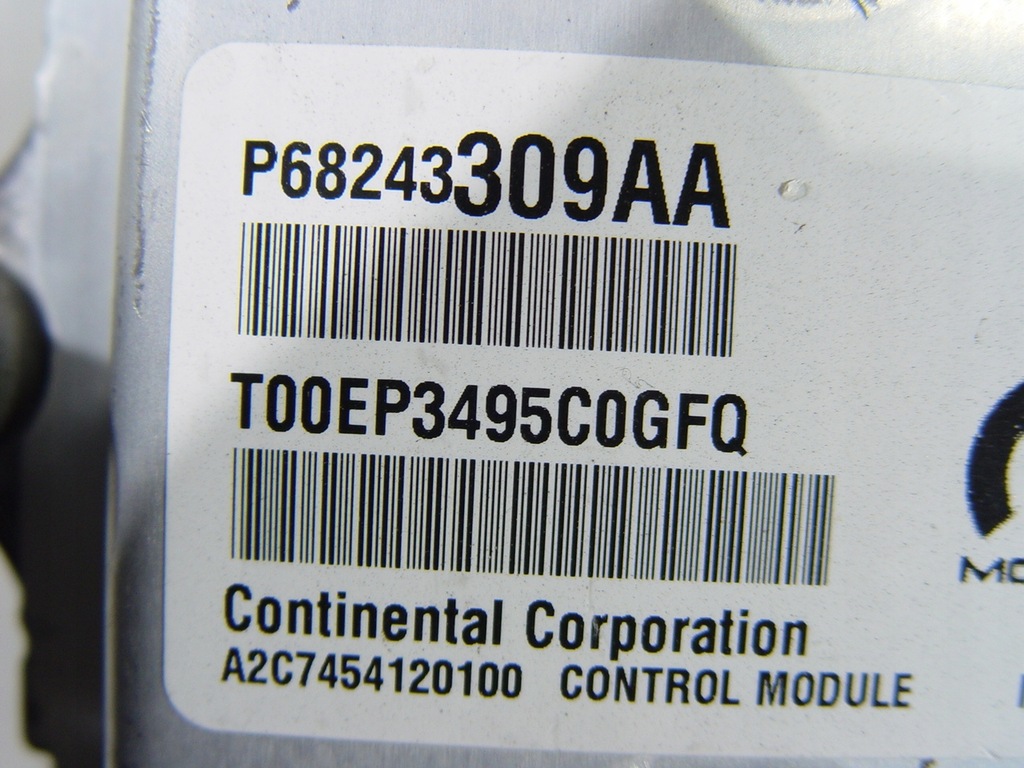 P68243309AA
T00EP3495C0GFQ
Continental Corporation
A2C7454120100 CONTROL MODULE